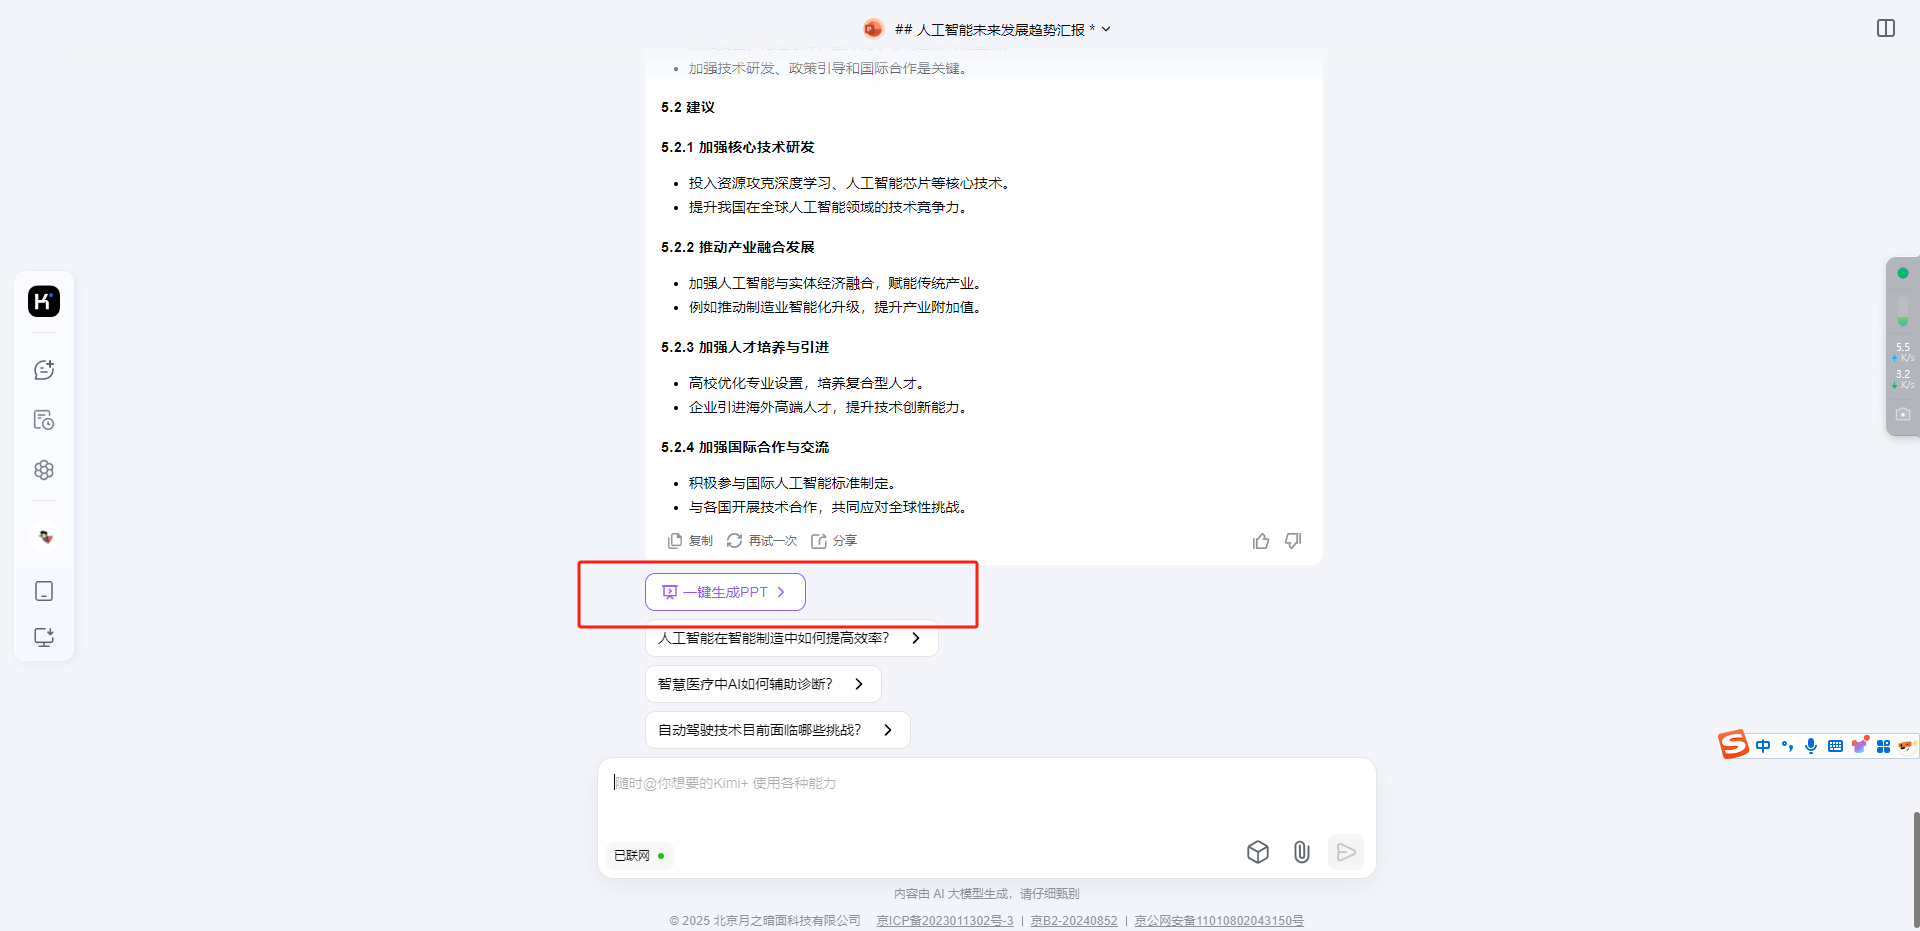 ## 人工智能未来发展趋势汇报 *
加强技术研发、政策引导和国际合作是关键。
5.2 建议
5.2.1 加强核心技术研发
投入资源攻克深度学习、人工智能芯片等核心技术。
提升我国在全球人工智能领域的技术竞争力。
5.2.2 推动产业融合发展
加强人工智能与实体经济融合，赋能传统产业。
例如推动制造业智能化升级，提升产业附加值。
5.2.3 加强人才培养与引进
高校优化专业设置，培养复合型人才。
企业引进海外高端人才，提升技术创新能力。
5.2.4 加强国际合作与交流
积极参与国际人工智能标准制定。
与各国开展技术合作，共同应对全球性挑战。
复制 再试一次 分享
一键生成PPT
人工智能在智能制造中如何提高效率？
智慧医疗中AI如何辅助诊断？
自动驾驶技术目前面临哪些挑战？
随时@你想要的Kimi+ 使用各种能力
已联网
内容由 AI 大模型生成，请仔细甄别
© 2025 北京月之暗面科技有限公司 京ICP备2023011302号-3 | 京B2-20240852 | 京公网安备11010802043150号
K
5.5
K/s
3.2
K/s
S 中